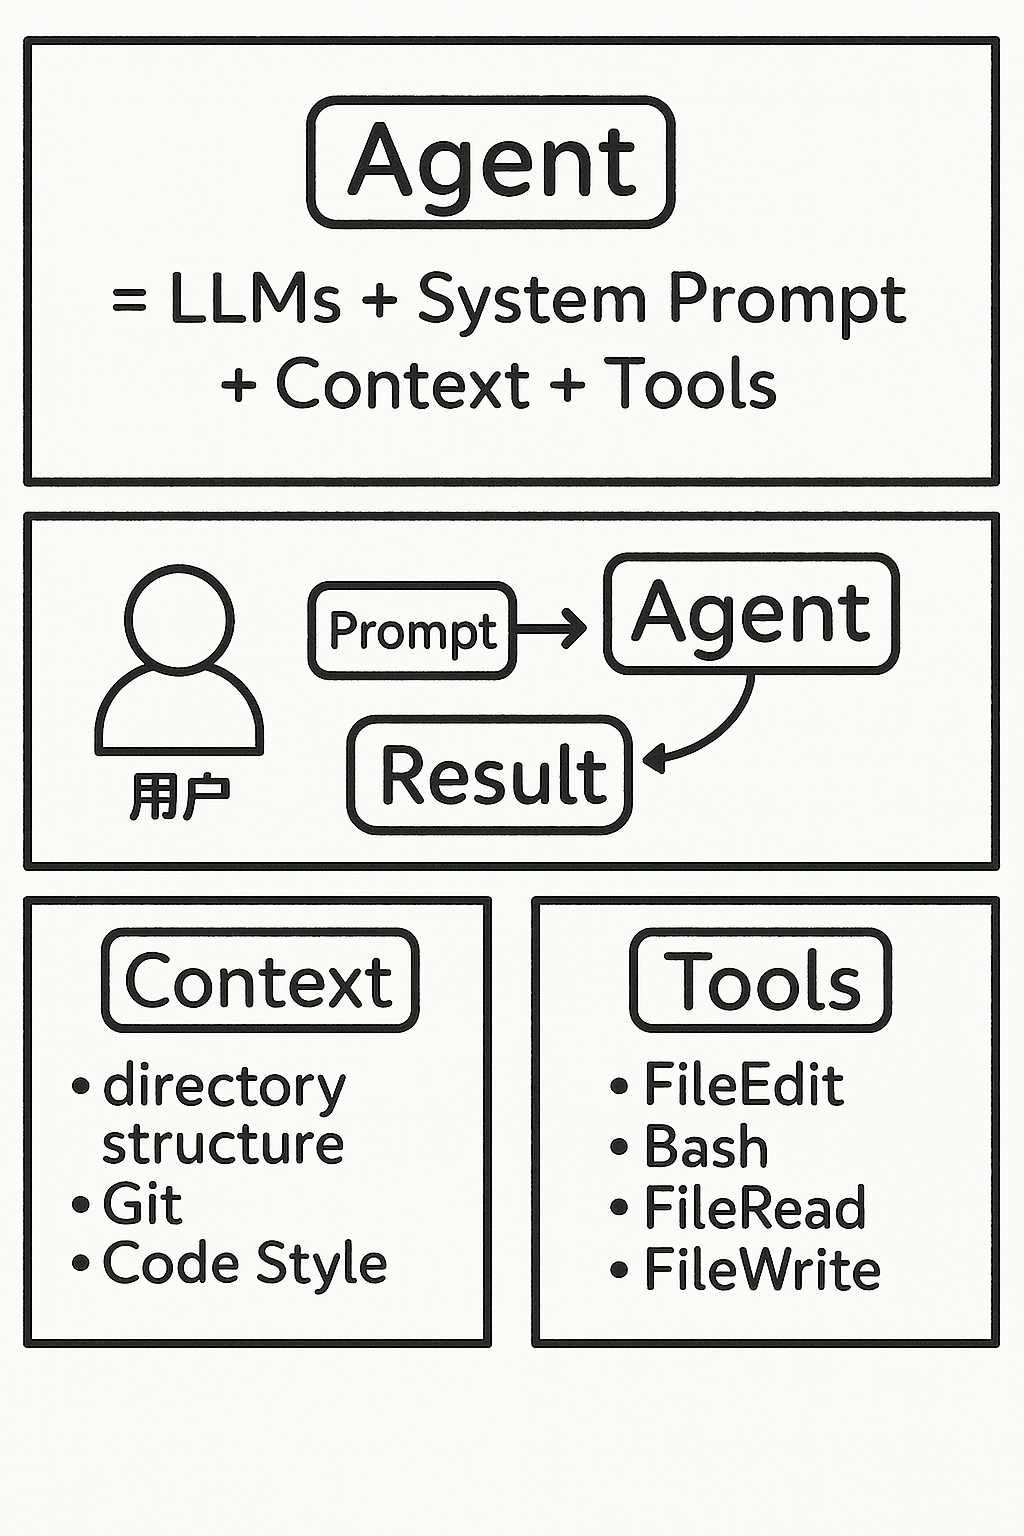 Agent
= LLMs + System Prompt
+ Context + Tools
Prompt
Agent
Result
用户
Context
• directory
structure
• Git
• Code Style
Tools
• FileEdit
• Bash
• FileRead
• FileWrite